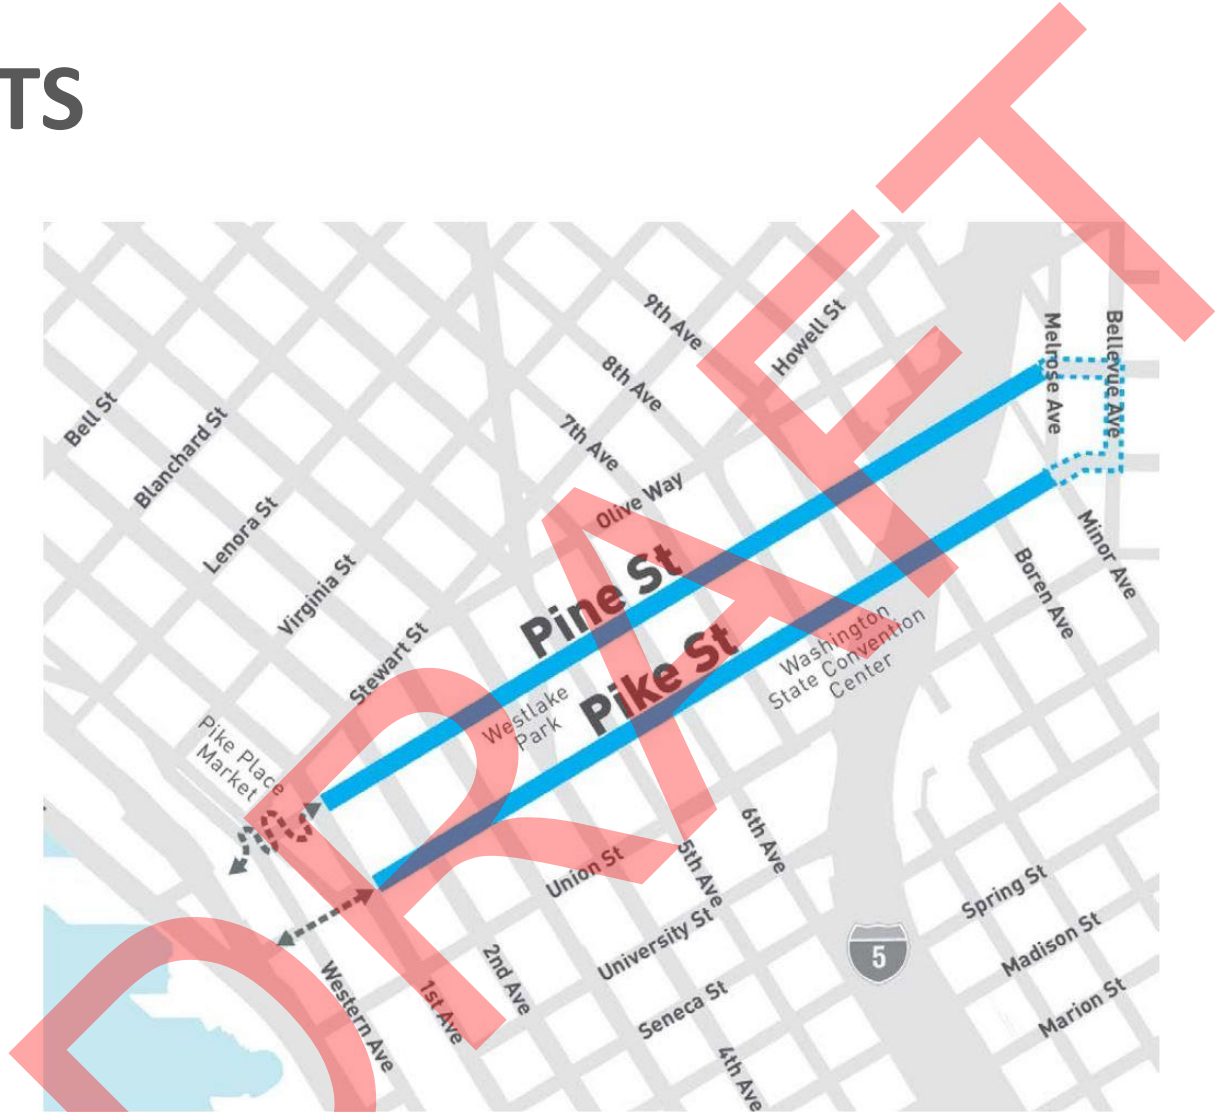 TS
9th Ave
Howell St
8th Ave
Melrose Ave
Bellevue Ave
Bell St
Blanchard St
7th Ave
Olive Way
Lenora St
Virginia St
Pine St
Minor Ave
Boren Ave
Stewart St
Pike St
Washington
State Convention
Center
Westlake
Park
Pike Place
Market
6th Ave
5th Ave
Union St
Spring St
University St
Madison St
2nd Ave
5
Western Ave
1st Ave
Seneca St
Marion St
4th Ave
DRAFT